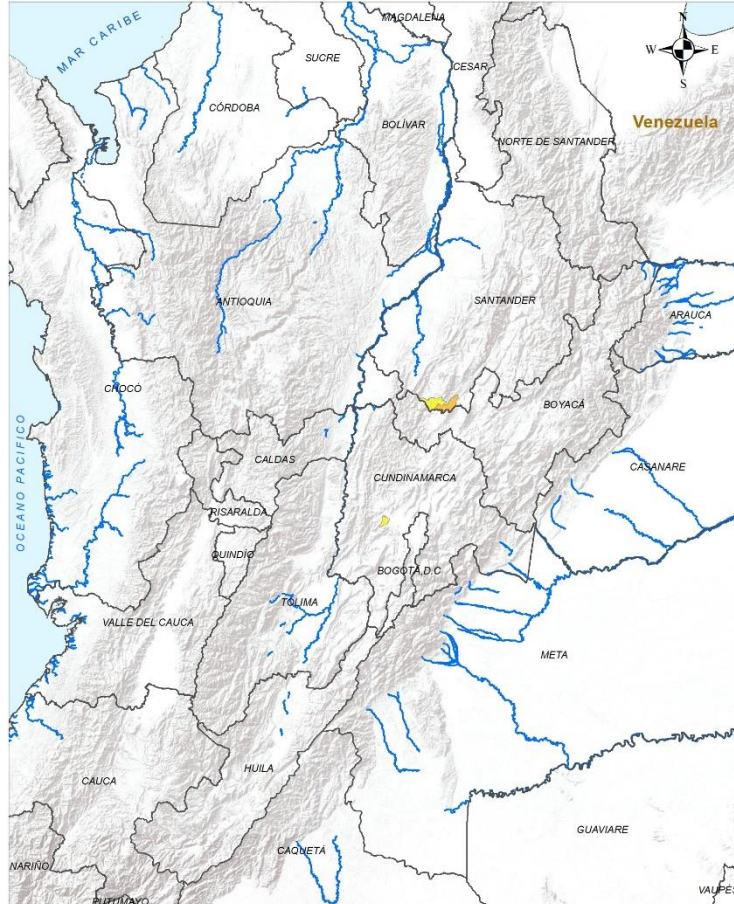 MAGDALENA
N
MAR CARIBE
W
E
S
SUCRE
CESAR
CÓRDOBA
BOLÍVAR
Venezuela
NORTE DE SANTANDER
ANTIOQUIA
SANTANDER
ARAUCA
CHOCÓ
BOYACÁ
OCEANO PACIFICO
CALDAS
CUNDINAMARCA
CASANARE
RISARALDA
QUINDÍO
BOGOTÁ,D.C
TOLIMA
VALLE DEL CAUCA
META
HUILA
CAUCA
GUAVIARE
CAQUETÁ
NARIÑO
PUTUMAYO
VAUPÉS